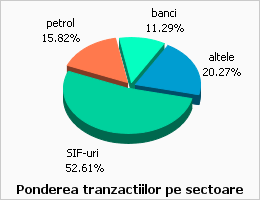 banci
11.29%
petrol
15.82%
altele
20.27%
SIF-uri
52.61%
Ponderea tranzactiilor pe sectoare